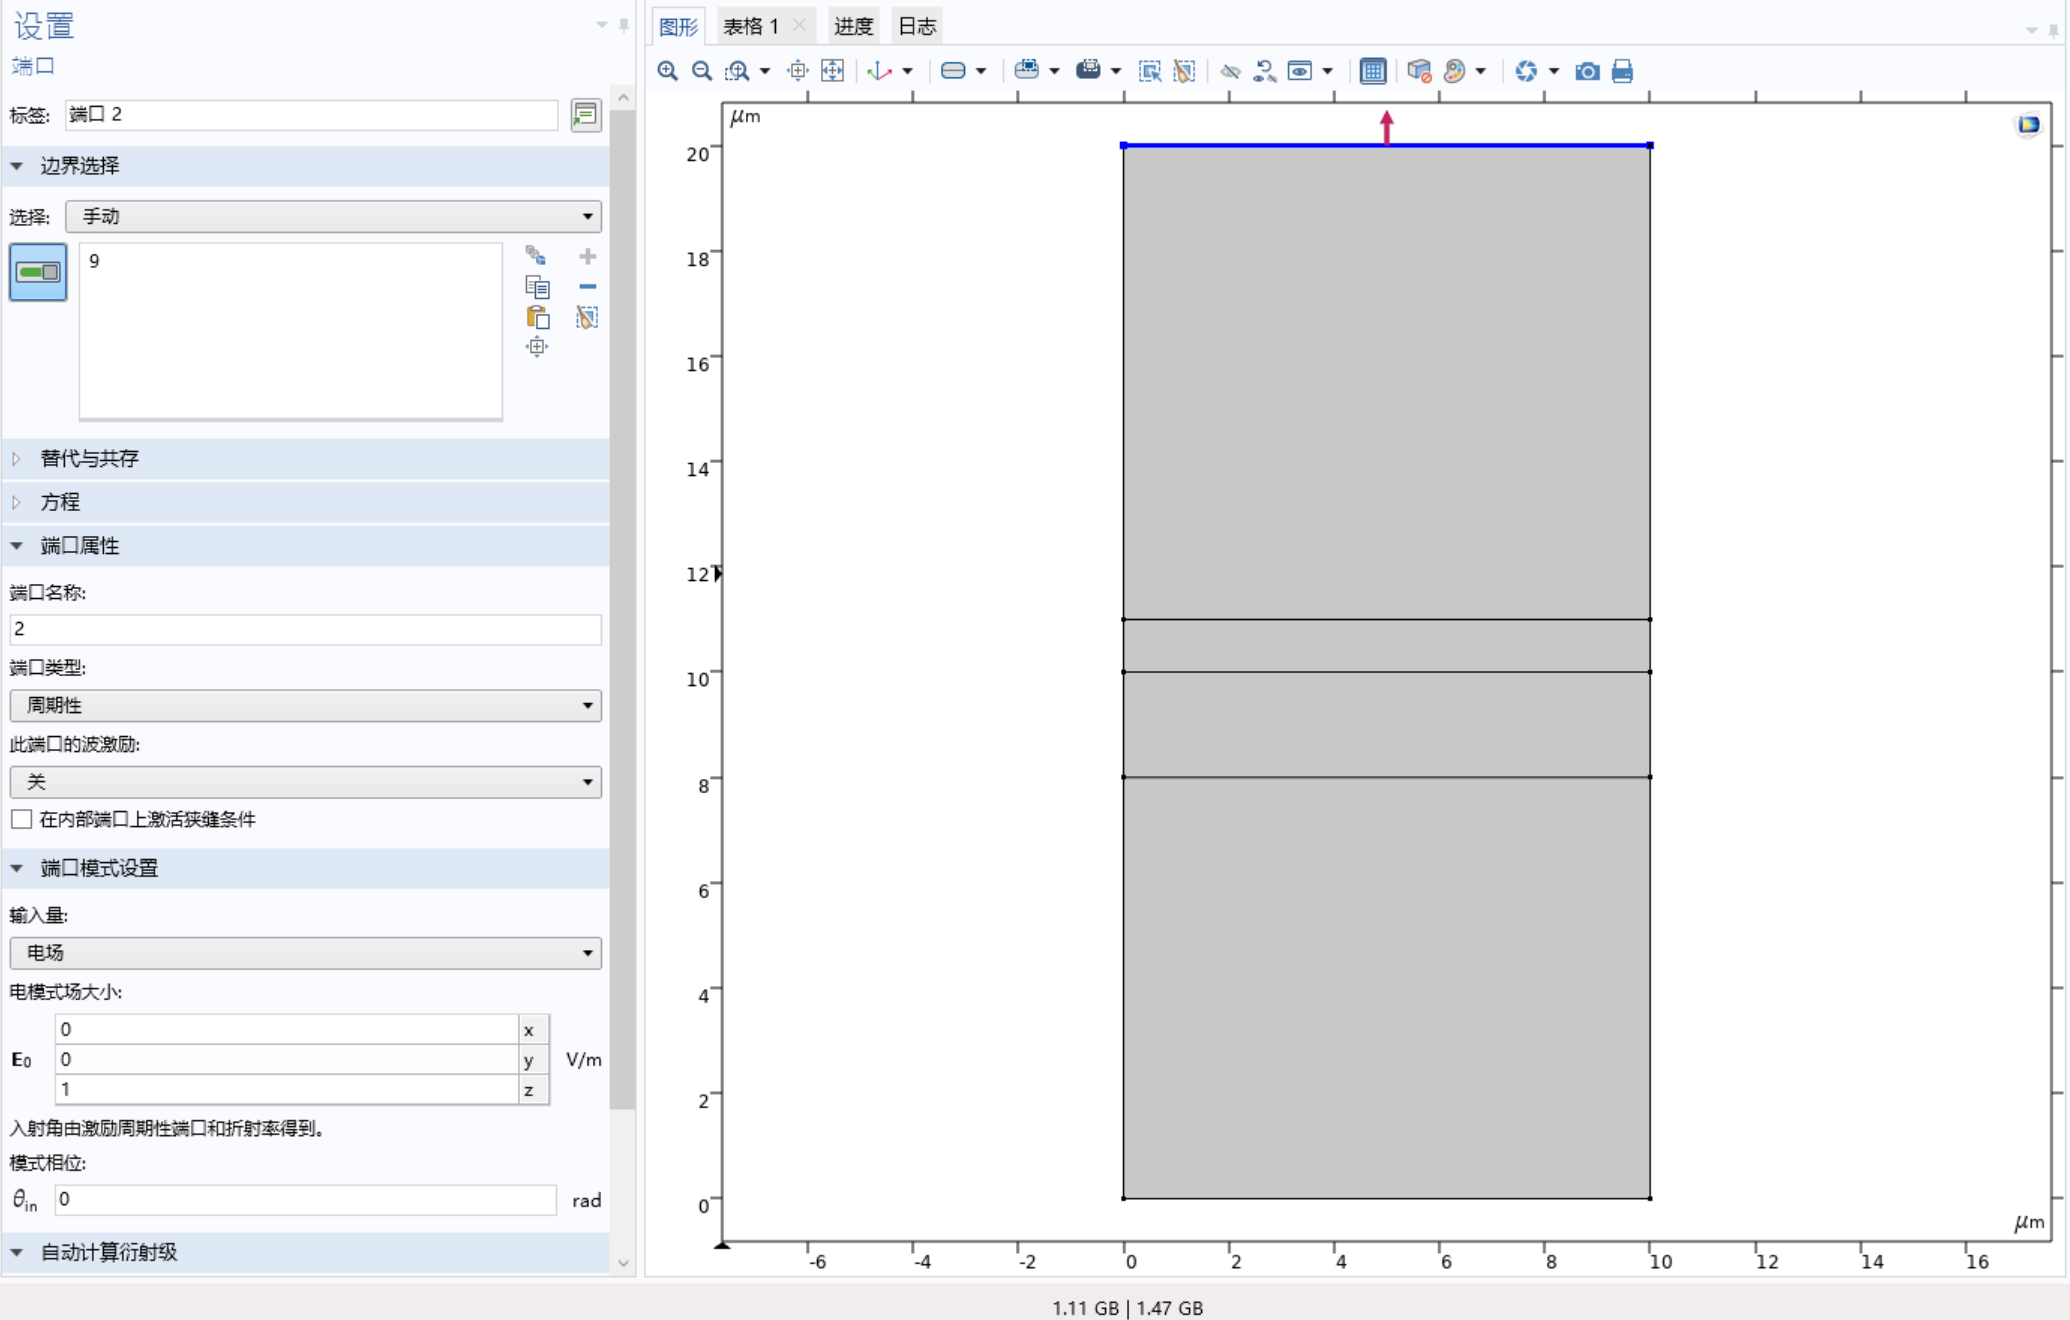 设置
端口
标签: 端口 2
边界选择
选择: 手动
9
替代与共存
方程
端口属性
端口名称:
2
端口类型:
周期性
此端口的波激励:
关
在内部端口上激活狭缝条件
端口模式设置
输入量:
电场
电模式场大小:
0 x
E0 0 y V/m
1 z
入射角由激励周期性端口和折射率得到。
模式相位:
θin 0 rad
自动计算衍射级
图形 表格 1 进度 日志
μm
20
18
16
14
12
10
8
6
4
2
0
μm
-6 -4 -2 0 2 4 6 8 10 12 14 16
1.11 GB | 1.47 GB